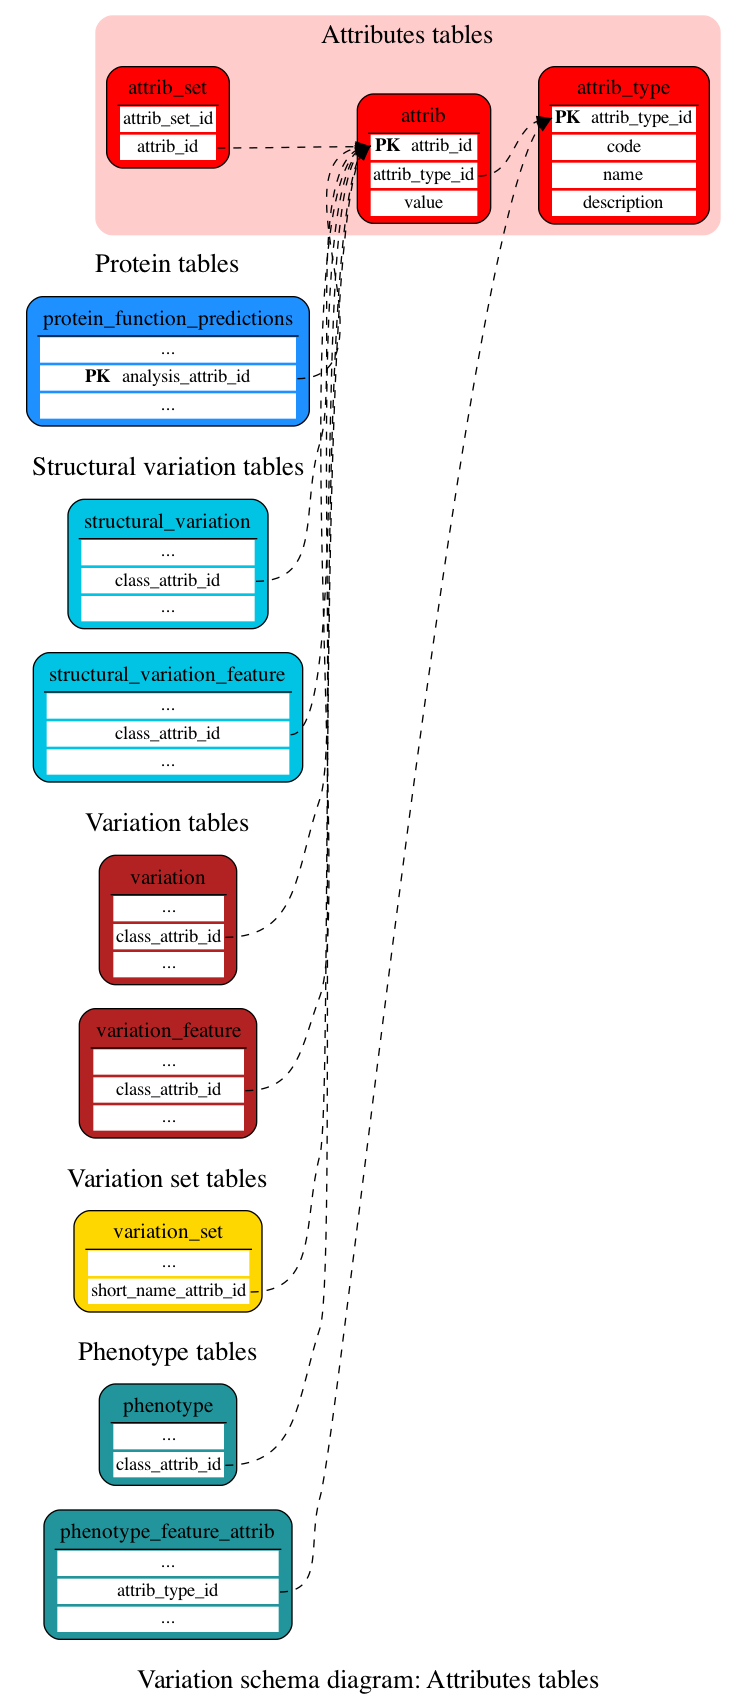 Attributes tables
attrib_set
attrib_set_id
attrib_id
attrib
PK attrib_id
attrib_type_id
value
attrib_type
PK attrib_type_id
code
name
description
Protein tables
protein_function_predictions
...
PK analysis_attrib_id
...
Structural variation tables
structural_variation
...
class_attrib_id
...
structural_variation_feature
...
class_attrib_id
...
Variation tables
variation
...
class_attrib_id
...
variation_feature
...
class_attrib_id
...
Variation set tables
variation_set
...
short_name_attrib_id
Phenotype tables
phenotype
...
class_attrib_id
phenotype_feature_attrib
...
attrib_type_id
...
Variation schema diagram: Attributes tables